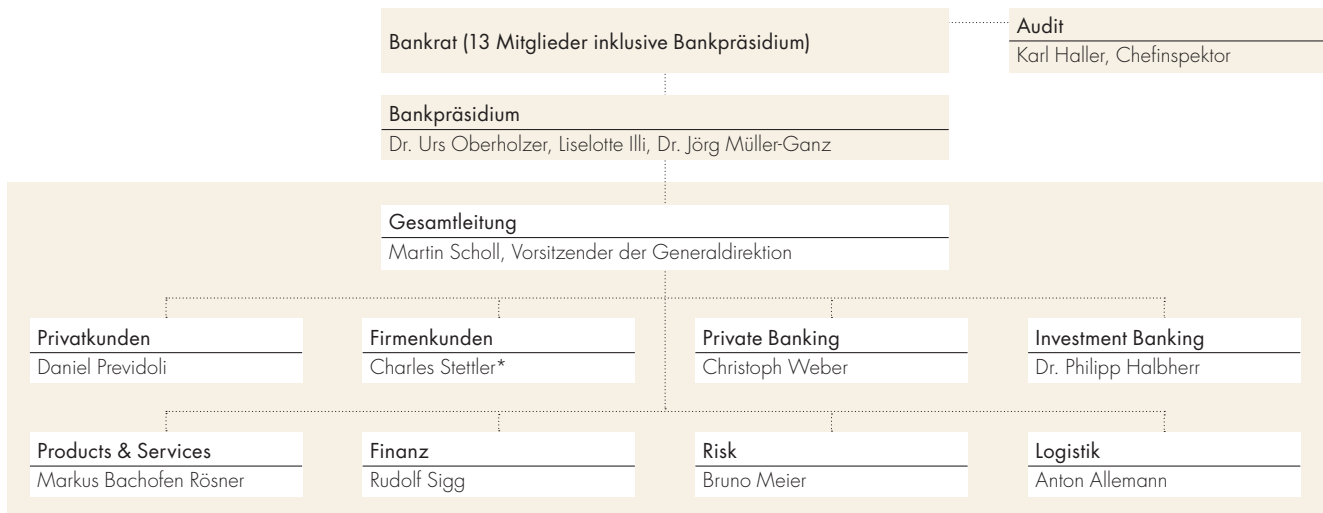 Bankrat (13 Mitglieder inklusive Bankpräsidium)
Audit
Karl Haller, Chefinspektor
Bankpräsidium
Dr. Urs Oberholzer, Liselotte Illi, Dr. Jörg Müller-Ganz
Gesamtleitung
Martin Scholl, Vorsitzender der Generaldirektion
Privatkunden
Daniel Previdoli
Firmenkunden
Charles Stettler*
Private Banking
Christoph Weber
Investment Banking
Dr. Philipp Halbherr
Products & Services
Markus Bachofen Rösner
Finanz
Rudolf Sigg
Risk
Bruno Meier
Logistik
Anton Allemann